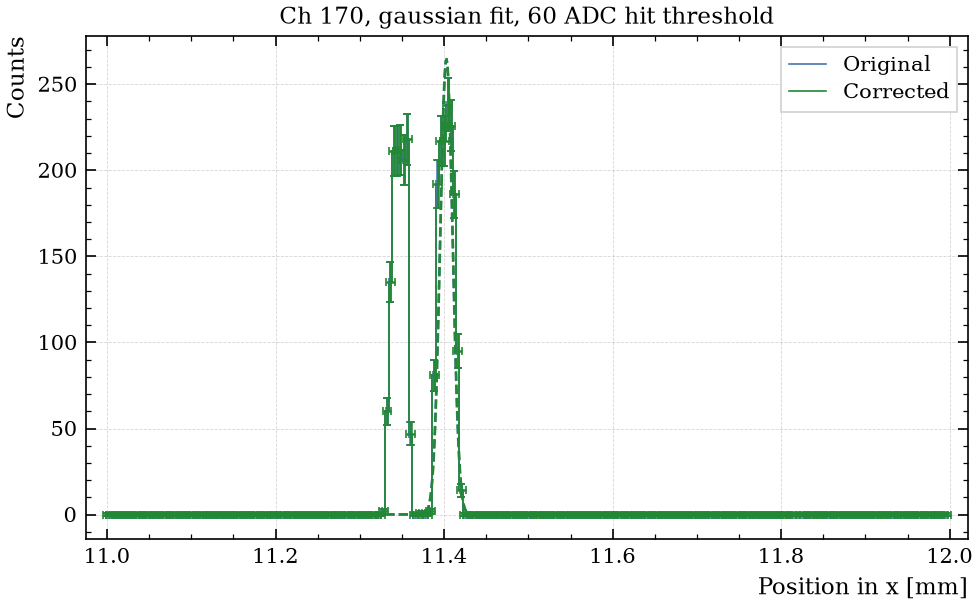 Ch 170, gaussian fit, 60 ADC hit threshold
Counts
Original
Corrected
250
200
150
100
50
0
11.0 11.2 11.4 11.6 11.8 12.0
Position in x [mm]